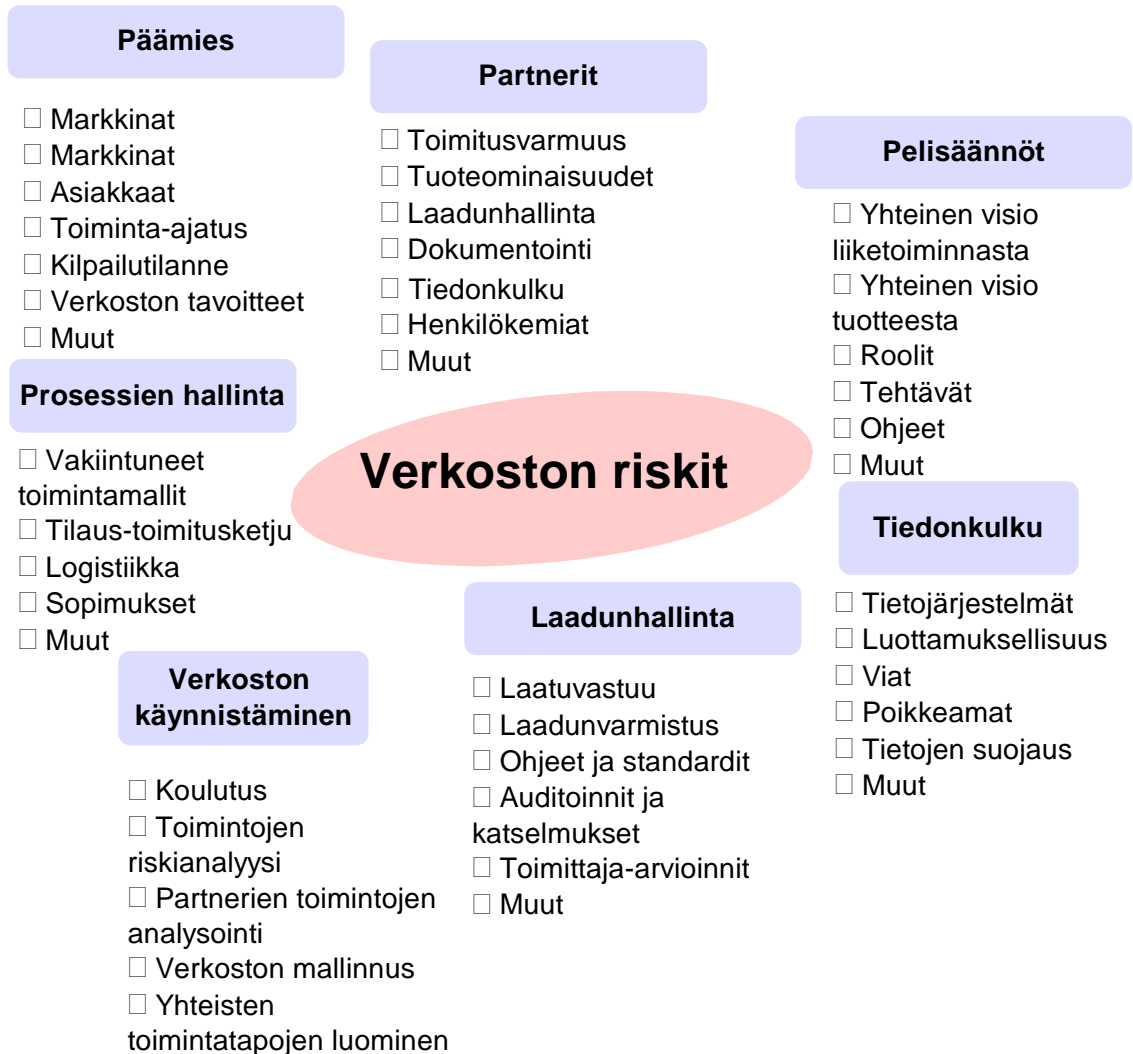 Päämies
☐ Markkinat
☐ Markkinat
☐ Asiakkaat
☐ Toiminta-ajatus
☐ Kilpailutilanne
☐ Verkoston tavoitteet
☐ Muut
Partnerit
☐ Toimitusvarmuus
☐ Tuoteominaisuudet
☐ Laadunhallinta
☐ Dokumentointi
☐ Tiedonkulku
☐ Henkilökemiat
☐ Muut
Pelisäännöt
☐ Yhteinen visio
liiketoiminnasta
☐ Yhteinen visio
tuotteesta
☐ Roolit
☐ Tehtävät
☐ Ohjeet
☐ Muut
Prosessien hallinta
☐ Vakiintuneet
toimintamallit
☐ Tilaus-toimitusketju
☐ Logistiikka
☐ Sopimukset
☐ Muut
Verkoston riskit
Tiedonkulku
☐ Tietojärjestelmät
☐ Luottamuksellisuus
☐ Viat
☐ Poikkeamat
☐ Tietojen suojaus
☐ Muut
Laadunhallinta
☐ Laatuvastuu
☐ Laadunvarmistus
☐ Ohjeet ja standardit
☐ Auditoinnit ja
katselmukset
☐ Toimittaja-arvioinnit
☐ Muut
Verkoston
käynnistäminen
☐ Koulutus
☐ Toimintojen
riskianalyysi
☐ Partnerien toimintojen
analysointi
☐ Verkoston mallinnus
☐ Yhteisten
toimintatapojen luominen